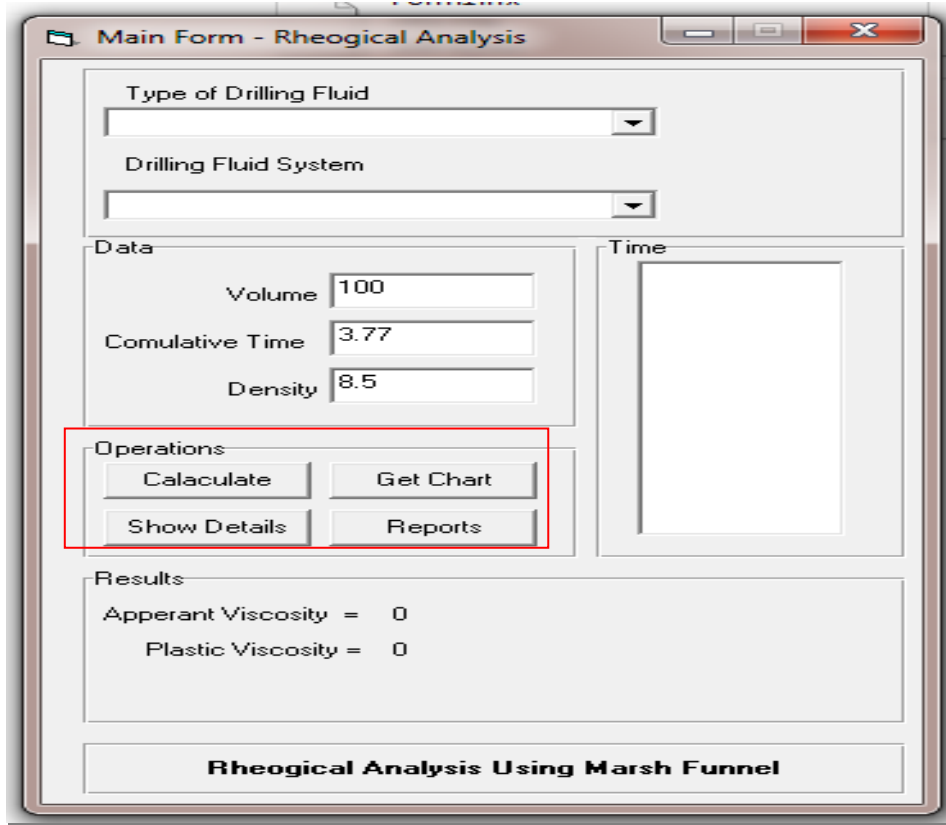 Main Form - Rheogical Analysis
Type of Drilling Fluid
Drilling Fluid System
Data
Time
Volume 100
Comulative Time 3.77
Density 8.5
Operations
Calaculate Get Chart
Show Details Reports
Results
Apperant Viscosity = 0
Plastic Viscosity = 0
Rheogical Analysis Using Marsh Funnel